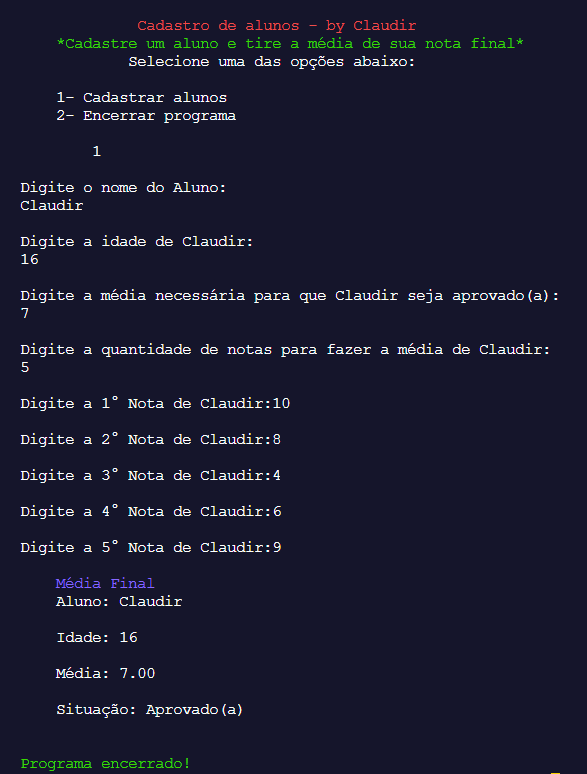 Cadastro de alunos - by Claudir
*Cadastre um aluno e tire a média de sua nota final*
Selecione uma das opções abaixo:
1- Cadastrar alunos
2- Encerrar programa
1
Digite o nome do Aluno:
Claudir
Digite a idade de Claudir:
16
Digite a média necessária para que Claudir seja aprovado(a):
7
Digite a quantidade de notas para fazer a média de Claudir:
5
Digite a 1° Nota de Claudir:10
Digite a 2° Nota de Claudir:8
Digite a 3° Nota de Claudir:4
Digite a 4° Nota de Claudir:6
Digite a 5° Nota de Claudir:9
Média Final
Aluno: Claudir
Idade: 16
Média: 7.00
Situação: Aprovado(a)
Programa encerrado!